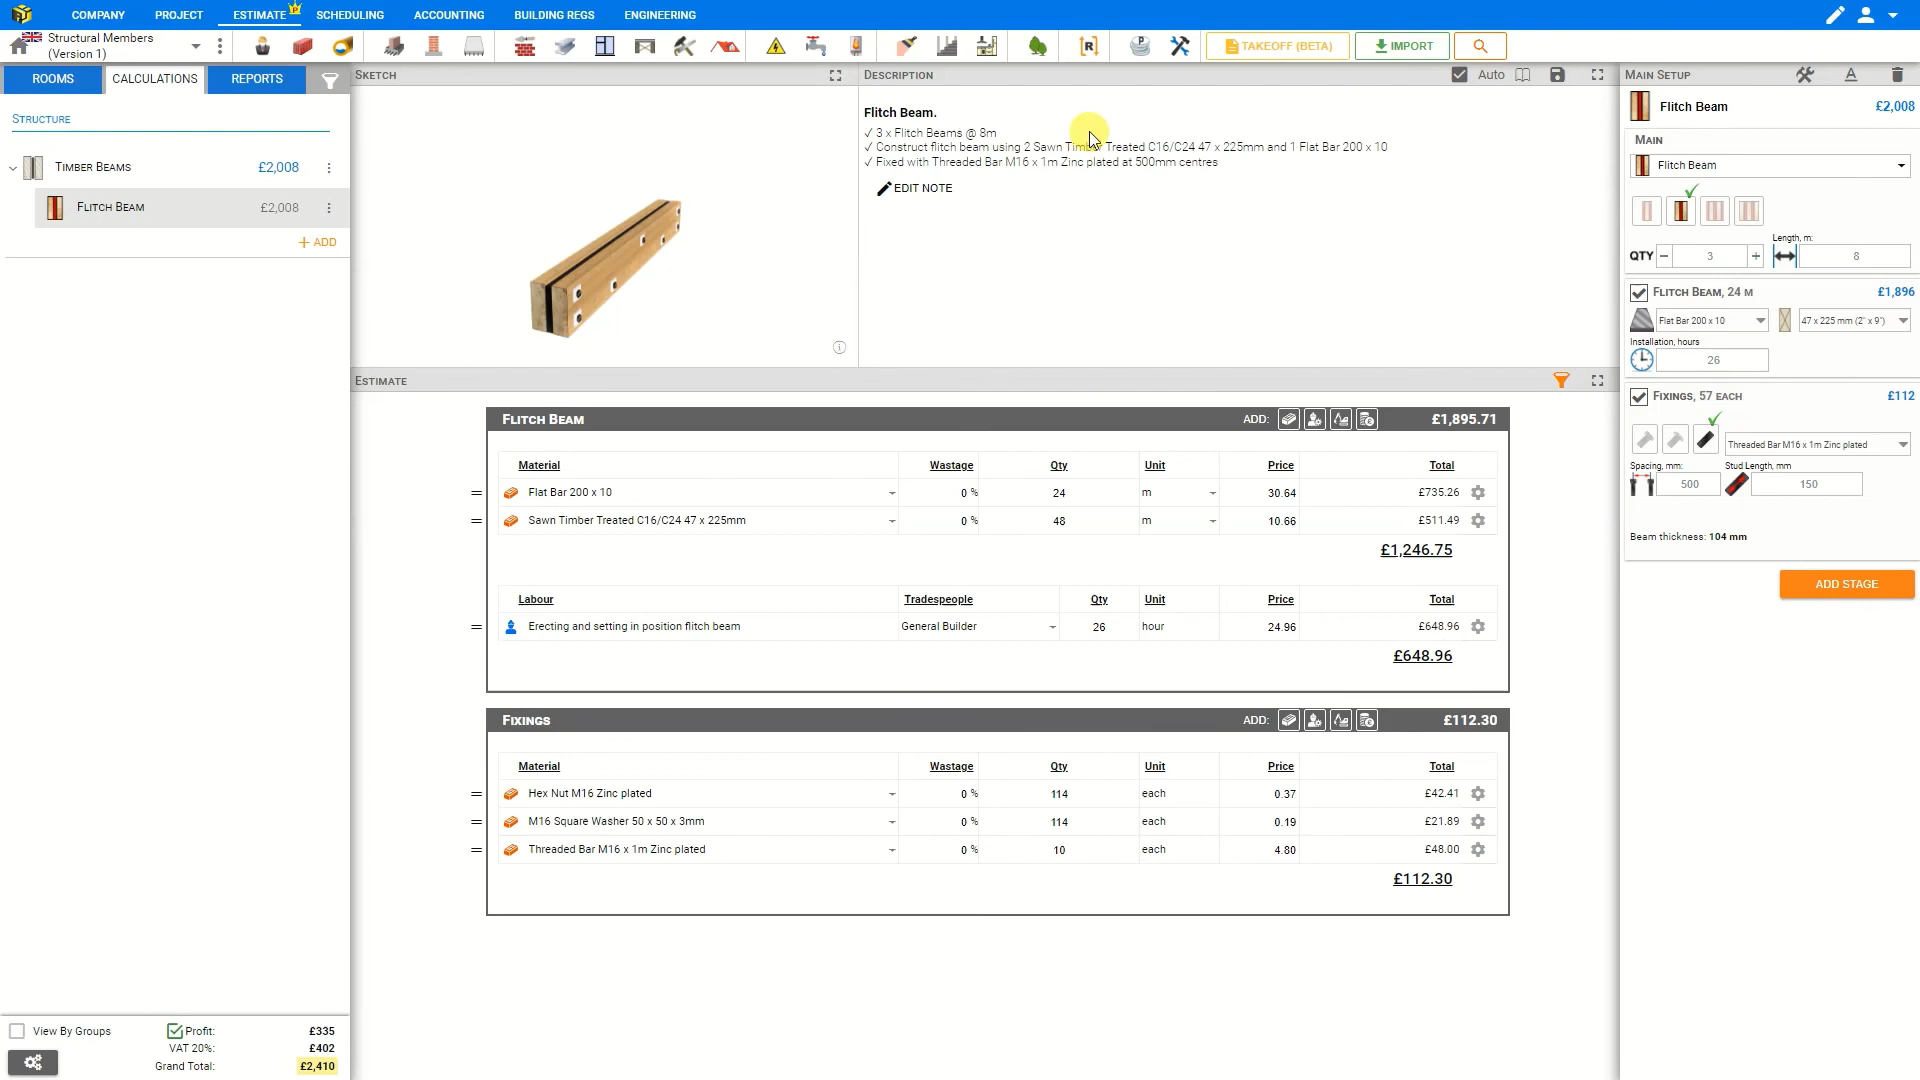 COMPANY PROJECT ESTIMATE SCHEDULING ACCOUNTING BUILDING REGS ENGINEERING
Structural Members
(Version 1)
TAKEOFF (BETA) IMPORT
ROOMS CALCULATIONS REPORTS
STRUCTURE
TIMBER BEAMS £2,008
FLITCH BEAM £2,008
+ ADD
View By Groups Profit: £335
VAT 20%: £402
Grand Total: £2,410
SKETCH
DESCRIPTION Auto
Flitch Beam.
✓ 3 x Flitch Beams @ 8m
✓ Construct flitch beam using 2 Sawn Timber Treated C16/C24 47 x 225mm and 1 Flat Bar 200 x 10
✓ Fixed with Threaded Bar M16 x 1m Zinc plated at 500mm centres
EDIT NOTE
ESTIMATE
FLITCH BEAM ADD: £1,895.71
Material Wastage Qty Unit Price Total
Flat Bar 200 x 10 0 % 24 m 30.64 £735.26
Sawn Timber Treated C16/C24 47 x 225mm 0 % 48 m 10.66 £511.49
£1,246.75
Labour Tradespeople Qty Unit Price Total
Erecting and setting in position flitch beam General Builder 26 hour 24.96 £648.96
£648.96
FIXINGS ADD: £112.30
Material Wastage Qty Unit Price Total
Hex Nut M16 Zinc plated 0 % 114 each 0.37 £42.41
M16 Square Washer 50 x 50 x 3mm 0 % 114 each 0.19 £21.89
Threaded Bar M16 x 1m Zinc plated 0 % 10 each 4.80 £48.00
£112.30
MAIN SETUP
Flitch Beam £2,008
MAIN
Flitch Beam
Length, m:
QTY − 3 + 8
FLITCH BEAM, 24 M £1,896
Flat Bar 200 x 10 47 x 225 mm (2" x 9")
Installation, hours
26
FIXINGS, 57 EACH £112
Threaded Bar M16 x 1m Zinc plated
Spacing, mm: Stud Length, mm
500 150
Beam thickness: 104 mm
ADD STAGE